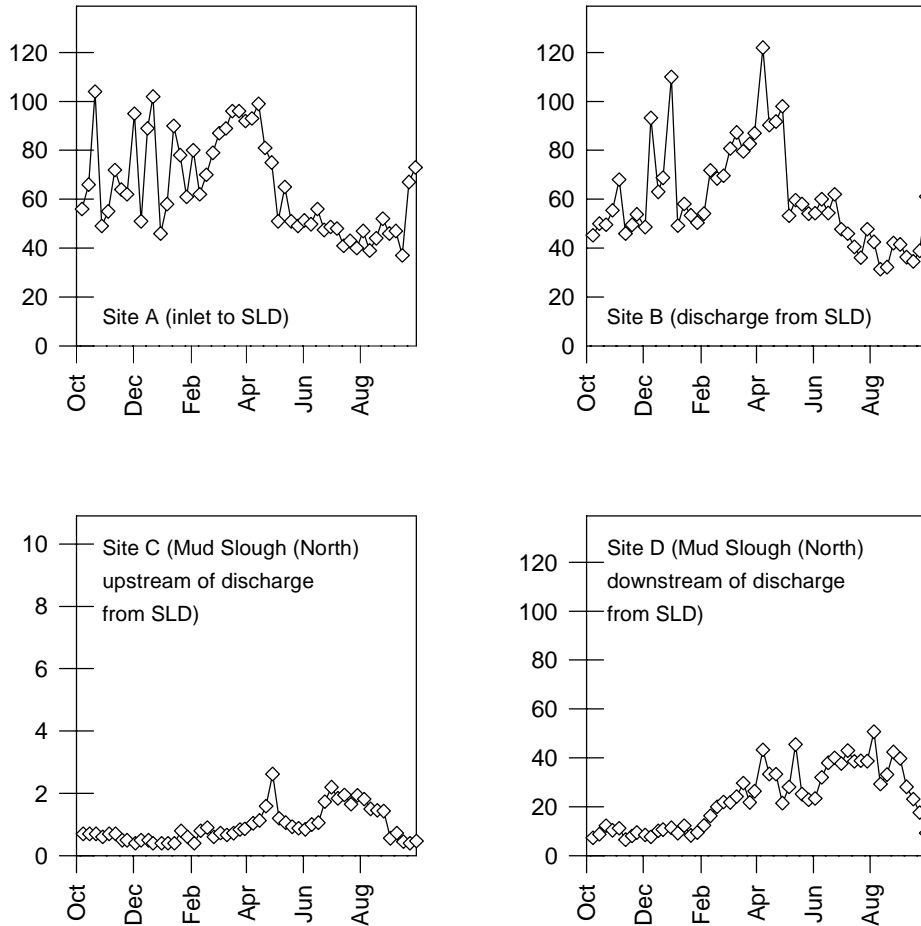 120
100
80
60
40
20
0
Site A (inlet to SLD)
Oct
Dec
Feb
Apr
Jun
Aug
120
100
80
60
40
20
0
Site B (discharge from SLD)
Oct
Dec
Feb
Apr
Jun
Aug
10
8
6
4
2
0
Site C (Mud Slough (North)
upstream of discharge
from SLD)
Oct
Dec
Feb
Apr
Jun
Aug
120
100
80
60
40
20
0
Site D (Mud Slough (North)
downstream of discharge
from SLD)
Oct
Dec
Feb
Apr
Jun
Aug